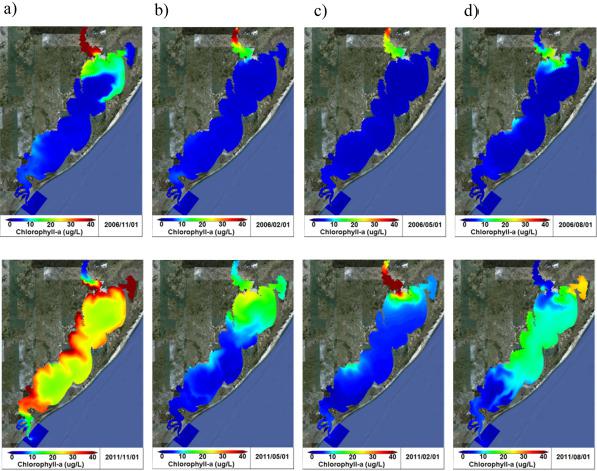 a) b) c) d)
0 10 20 30 40 0 10 20 30 40 0 10 20 30 40 0 10 20 30 40
Chlorophyll-a (ug/L) 2006/11/01 Chlorophyll-a (ug/L) 2006/02/01 Chlorophyll-a (ug/L) 2006/05/01 Chlorophyll-a (ug/L) 2006/08/01
0 10 20 30 40 0 10 20 30 40 0 10 20 30 40 0 10 20 30 40
Chlorophyll-a (ug/L) 2011/11/01 Chlorophyll-a (ug/L) 2011/05/01 Chlorophyll-a (ug/L) 2011/02/01 Chlorophyll-a (ug/L) 2011/08/01